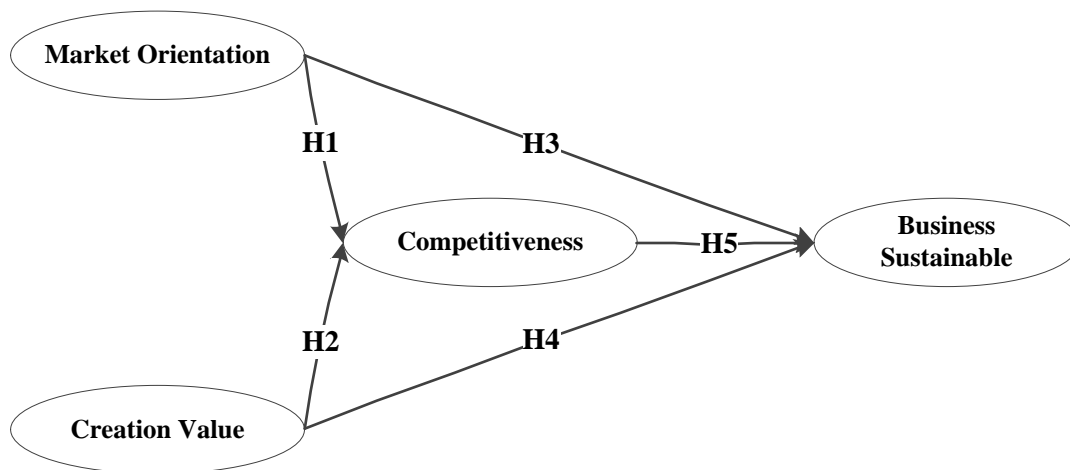 Market Orientation
H1
H3
Competitiveness
H5
Business
Sustainable
H2
H4
Creation Value